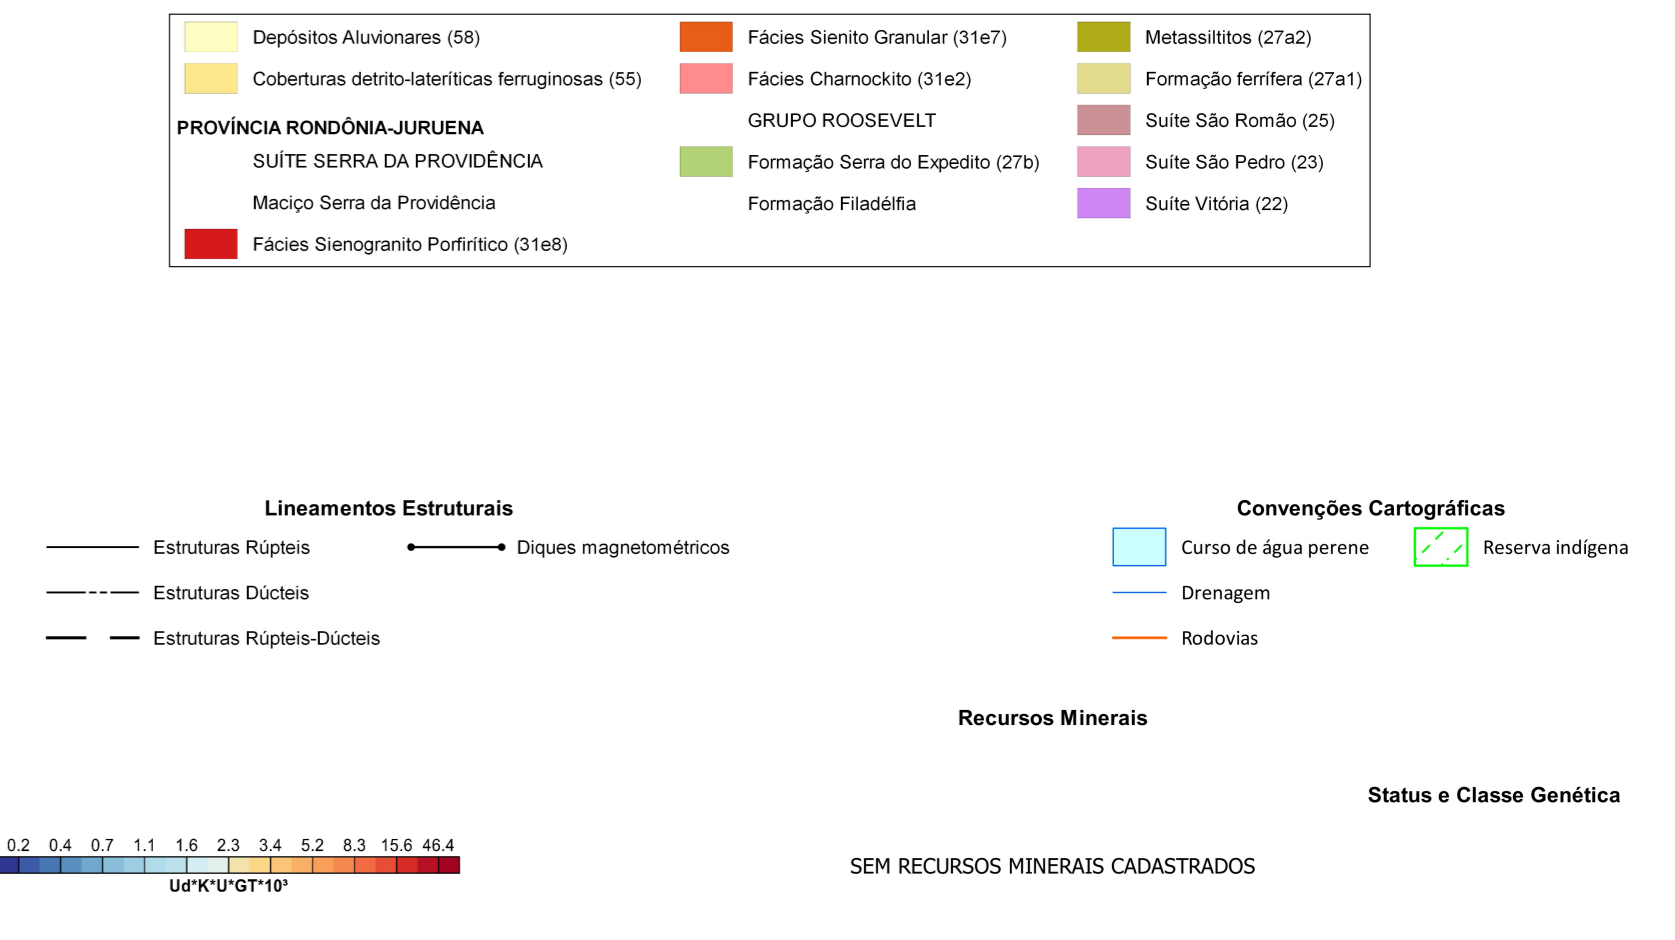 Depósitos Aluvionares (58)
Coberturas detrito-lateríticas ferruginosas (55)
PROVÍNCIA RONDÔNIA-JURUENA
SUÍTE SERRA DA PROVIDÊNCIA
Maciço Serra da Providência
Fácies Sienogranito Porfirítico (31e8)
Fácies Sienito Granular (31e7)
Fácies Charnockito (31e2)
GRUPO ROOSEVELT
Formação Serra do Expedito (27b)
Formação Filadélfia
Metassiltitos (27a2)
Formação ferrífera (27a1)
Suíte São Romão (25)
Suíte São Pedro (23)
Suíte Vitória (22)
Lineamentos Estruturais
Estruturas Rúpteis
Estruturas Dúcteis
Estruturas Rúpteis-Dúcteis
Diques magnetométricos
Convenções Cartográficas
Curso de água perene
Drenagem
Rodovias
Reserva indígena
Recursos Minerais
Status e Classe Genética
0.2 0.4 0.7 1.1 1.6 2.3 3.4 5.2 8.3 15.6 46.4
Ud*K*U*GT*10³
SEM RECURSOS MINERAIS CADASTRADOS